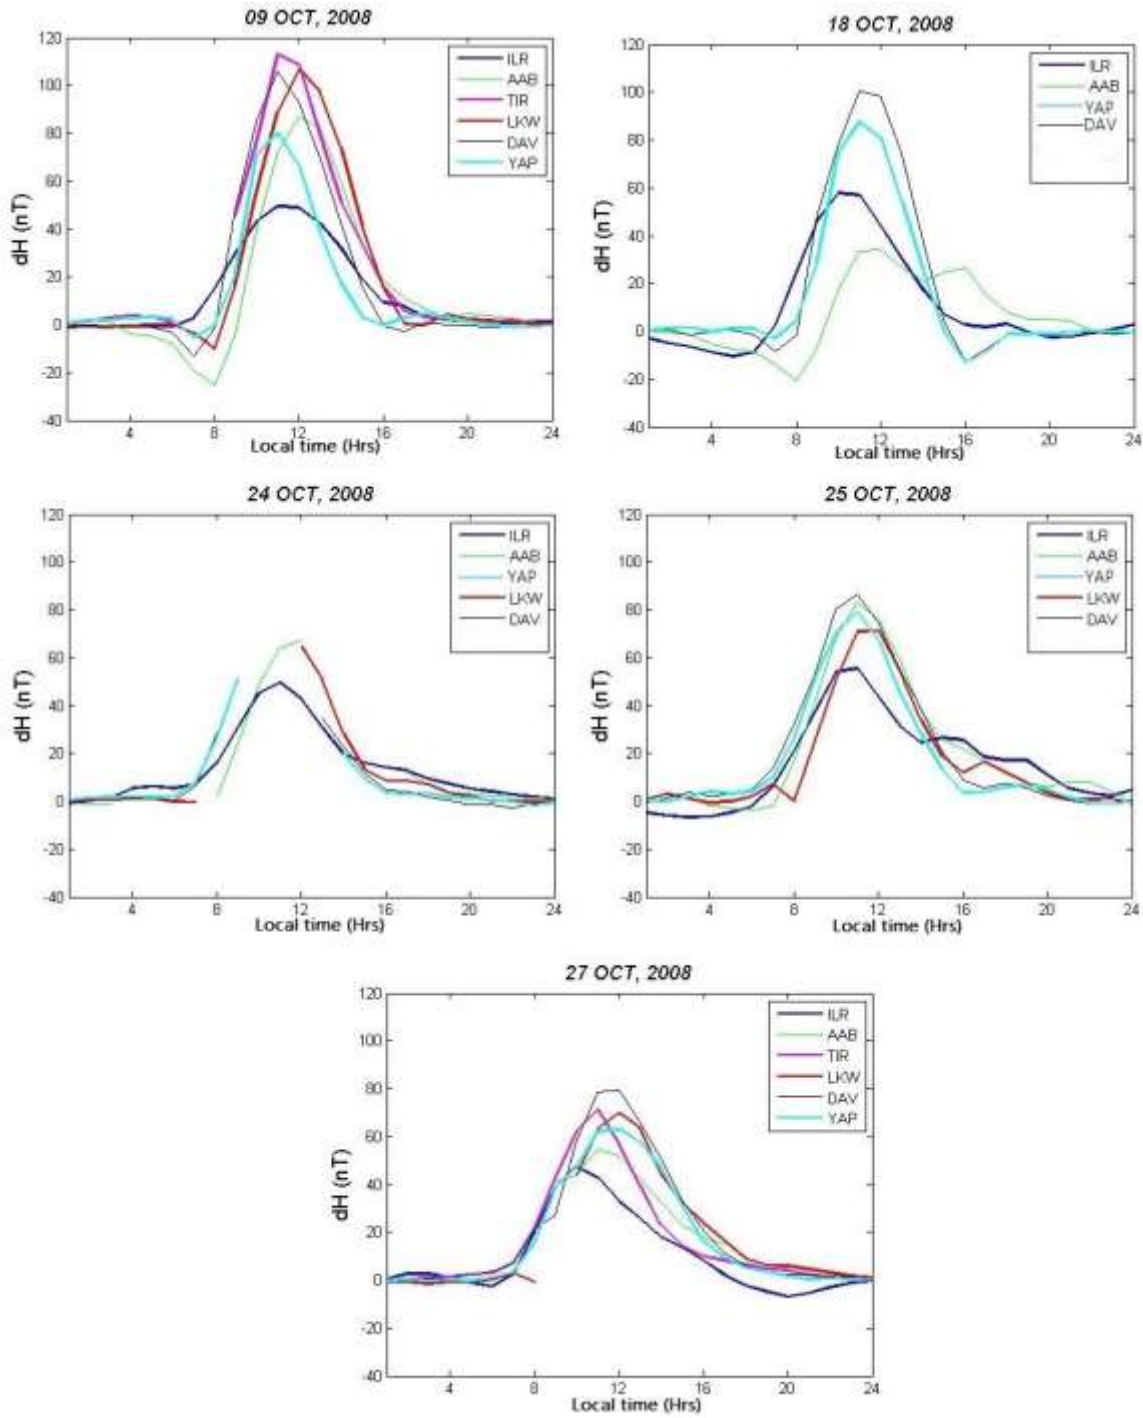 09 OCT, 2008
120
100
80
60
40
20
0
-20
-40
dH (nT)
ILR
AAB
TIR
LKW
DAV
YAP
4
8
12
16
20
24
Local time (Hrs)
18 OCT, 2008
120
100
80
60
40
20
0
-20
-40
dH (nT)
ILR
AAB
YAP
DAV
4
8
12
16
20
24
Local time (Hrs)
24 OCT, 2008
120
100
80
60
40
20
0
-20
-40
dH (nT)
ILR
AAB
YAP
LKW
DAV
4
8
12
16
20
24
Local time (Hrs)
25 OCT, 2008
120
100
80
60
40
20
0
-20
-40
dH (nT)
ILR
AAB
YAP
LKW
DAV
4
8
12
16
20
24
Local time (Hrs)
27 OCT, 2008
120
100
80
60
40
20
0
-20
-40
dH (nT)
ILR
AAB
TIR
LKW
DAV
YAP
4
8
12
16
20
24
Local time (Hrs)